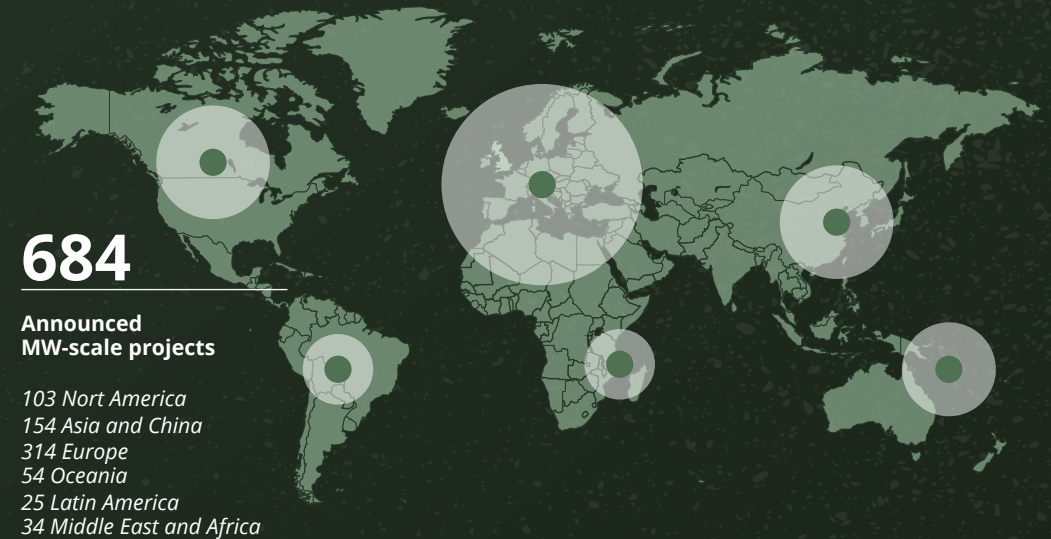 684
Announced
MW-scale projects
103 Nort America
154 Asia and China
314 Europe
54 Oceania
25 Latin America
34 Middle East and Africa